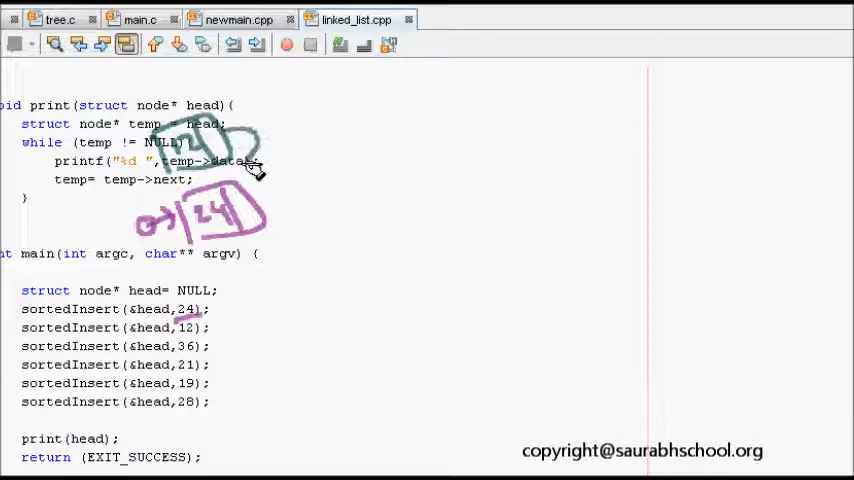 tree.c main.c newmain.cpp linked_list.cpp
oid print(struct node* head){
struct node* temp = head;
while (temp != NULL){
12
printf("%d ",temp->data);
temp= temp->next;
}
24
nt main(int argc, char** argv) {
struct node* head= NULL;
sortedInsert(&head,24);
sortedInsert(&head,12);
sortedInsert(&head,36);
sortedInsert(&head,21);
sortedInsert(&head,19);
sortedInsert(&head,28);
print(head);
return (EXIT_SUCCESS);
copyright@saurabhschool.org